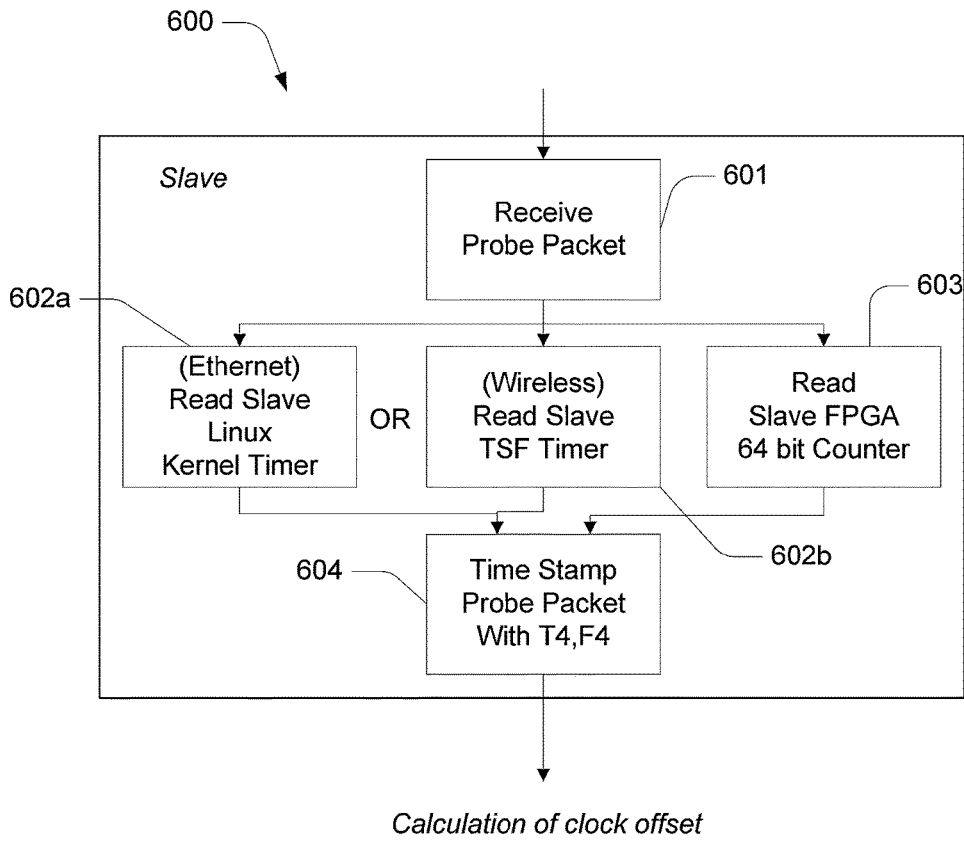 600
Slave
601
Receive
Probe Packet
602a
603
(Ethernet)
Read Slave
Linux
Kernel Timer
OR
(Wireless)
Read Slave
TSF Timer
Read
Slave FPGA
64 bit Counter
602b
604
Time Stamp
Probe Packet
With T4,F4
Calculation of clock offset